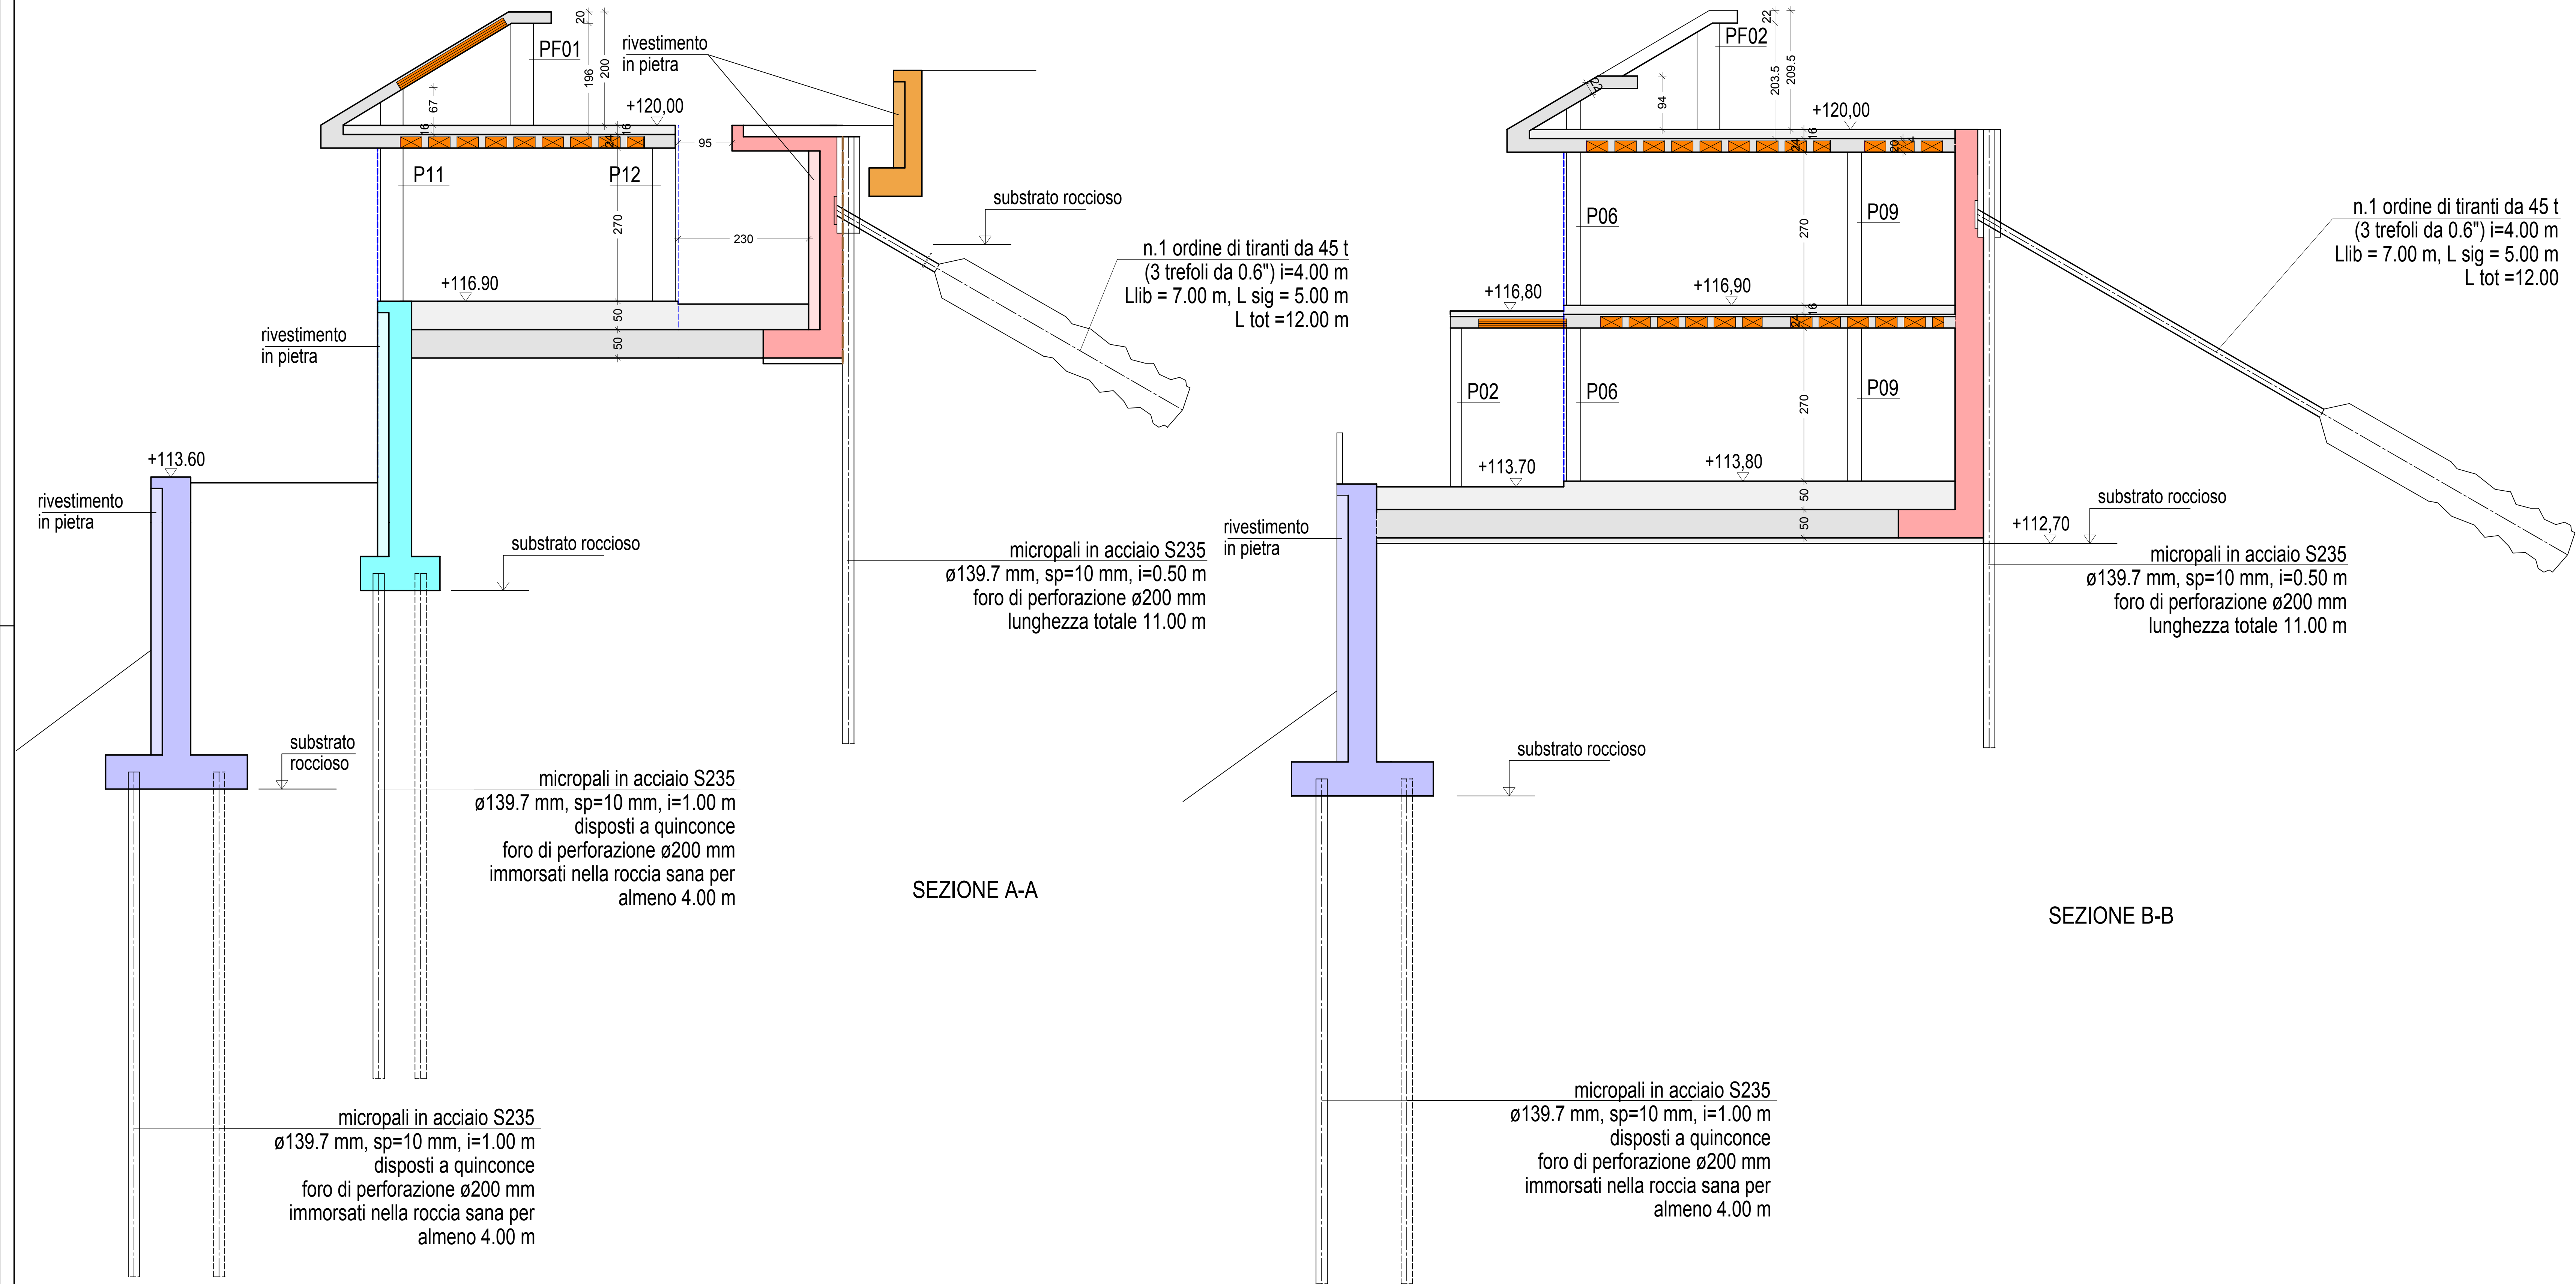 20
196
200
PF01
rivestimento
in pietra
67
16
+120,00
16
24
95
P11
P12
270
230
substrato roccioso
n.1 ordine di tiranti da 45 t
(3 trefoli da 0.6") i=4.00 m
Llib = 7.00 m, L sig = 5.00 m
L tot =12.00 m
+116.90
50
50
rivestimento
in pietra
+113.60
rivestimento
in pietra
substrato roccioso
micropali in acciaio S235
ø139.7 mm, sp=10 mm, i=0.50 m
foro di perforazione ø200 mm
lunghezza totale 11.00 m
substrato
roccioso
micropali in acciaio S235
ø139.7 mm, sp=10 mm, i=1.00 m
disposti a quinconce
foro di perforazione ø200 mm
immorsati nella roccia sana per
almeno 4.00 m
SEZIONE A-A
micropali in acciaio S235
ø139.7 mm, sp=10 mm, i=1.00 m
disposti a quinconce
foro di perforazione ø200 mm
immorsati nella roccia sana per
almeno 4.00 m
22
203.5
209.5
PF02
22
94
+120,00
16
24
20
4
P06
P09
270
n.1 ordine di tiranti da 45 t
(3 trefoli da 0.6") i=4.00 m
Llib = 7.00 m, L sig = 5.00 m
L tot =12.00
+116,80
+116,90
16
24
P02
P06
P09
270
+113.70
+113,80
50
50
rivestimento
in pietra
substrato roccioso
+112,70
micropali in acciaio S235
ø139.7 mm, sp=10 mm, i=0.50 m
foro di perforazione ø200 mm
lunghezza totale 11.00 m
substrato roccioso
SEZIONE B-B
micropali in acciaio S235
ø139.7 mm, sp=10 mm, i=1.00 m
disposti a quinconce
foro di perforazione ø200 mm
immorsati nella roccia sana per
almeno 4.00 m